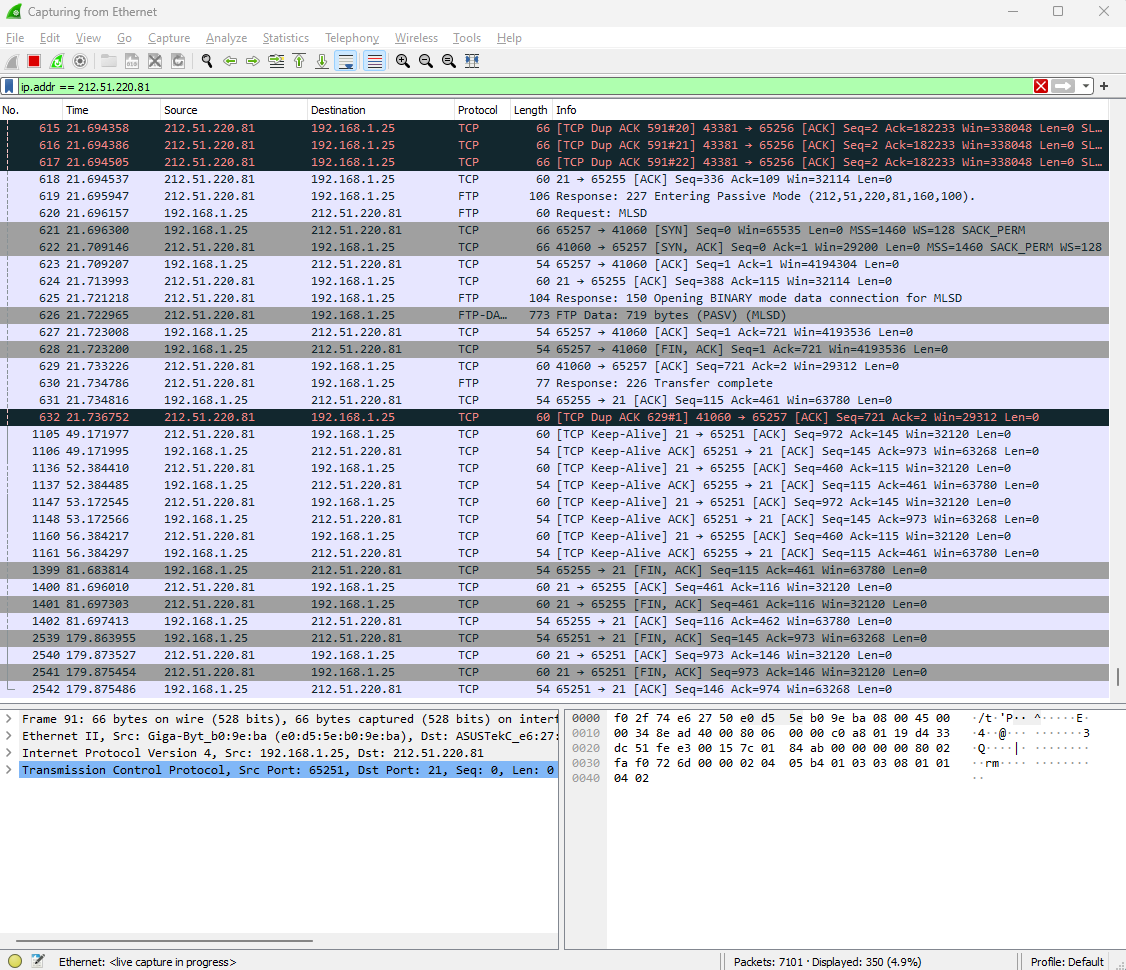 Capturing from Ethernet
File Edit View Go Capture Analyze Statistics Telephony Wireless Tools Help
ip.addr == 212.51.220.81
No. Time Source Destination Protocol Length Info
615 21.694358 212.51.220.81 192.168.1.25 TCP 66 [TCP Dup ACK 591#20] 43381 → 65256 [ACK] Seq=2 Ack=182233 Win=338048 Len=0 SL…
616 21.694386 212.51.220.81 192.168.1.25 TCP 66 [TCP Dup ACK 591#21] 43381 → 65256 [ACK] Seq=2 Ack=182233 Win=338048 Len=0 SL…
617 21.694505 212.51.220.81 192.168.1.25 TCP 66 [TCP Dup ACK 591#22] 43381 → 65256 [ACK] Seq=2 Ack=182233 Win=338048 Len=0 SL…
618 21.694537 212.51.220.81 192.168.1.25 TCP 60 21 → 65255 [ACK] Seq=336 Ack=109 Win=32114 Len=0
619 21.695947 212.51.220.81 192.168.1.25 FTP 106 Response: 227 Entering Passive Mode (212,51,220,81,160,100).
620 21.696157 192.168.1.25 212.51.220.81 FTP 60 Request: MLSD
621 21.696300 192.168.1.25 212.51.220.81 TCP 66 65257 → 41060 [SYN] Seq=0 Win=65535 Len=0 MSS=1460 WS=128 SACK_PERM
622 21.709146 212.51.220.81 192.168.1.25 TCP 66 41060 → 65257 [SYN, ACK] Seq=0 Ack=1 Win=29200 Len=0 MSS=1460 SACK_PERM WS=128
623 21.709207 192.168.1.25 212.51.220.81 TCP 54 65257 → 41060 [ACK] Seq=1 Ack=1 Win=4194304 Len=0
624 21.713993 212.51.220.81 192.168.1.25 TCP 60 21 → 65255 [ACK] Seq=388 Ack=115 Win=32114 Len=0
625 21.721218 212.51.220.81 192.168.1.25 FTP 104 Response: 150 Opening BINARY mode data connection for MLSD
626 21.722965 212.51.220.81 192.168.1.25 FTP-DA… 773 FTP Data: 719 bytes (PASV) (MLSD)
627 21.723008 192.168.1.25 212.51.220.81 TCP 54 65257 → 41060 [ACK] Seq=1 Ack=721 Win=4193536 Len=0
628 21.723200 192.168.1.25 212.51.220.81 TCP 54 65257 → 41060 [FIN, ACK] Seq=1 Ack=721 Win=4193536 Len=0
629 21.733226 212.51.220.81 192.168.1.25 TCP 60 41060 → 65257 [ACK] Seq=721 Ack=2 Win=29312 Len=0
630 21.734786 212.51.220.81 192.168.1.25 FTP 77 Response: 226 Transfer complete
631 21.734816 192.168.1.25 212.51.220.81 TCP 54 65255 → 21 [ACK] Seq=115 Ack=461 Win=63780 Len=0
632 21.736752 212.51.220.81 192.168.1.25 TCP 60 [TCP Dup ACK 629#1] 41060 → 65257 [ACK] Seq=721 Ack=2 Win=29312 Len=0
1105 49.171977 212.51.220.81 192.168.1.25 TCP 60 [TCP Keep-Alive] 21 → 65251 [ACK] Seq=972 Ack=145 Win=32120 Len=0
1106 49.171995 192.168.1.25 212.51.220.81 TCP 54 [TCP Keep-Alive ACK] 65251 → 21 [ACK] Seq=145 Ack=973 Win=63268 Len=0
1136 52.384410 212.51.220.81 192.168.1.25 TCP 60 [TCP Keep-Alive] 21 → 65255 [ACK] Seq=460 Ack=115 Win=32120 Len=0
1137 52.384485 192.168.1.25 212.51.220.81 TCP 54 [TCP Keep-Alive ACK] 65255 → 21 [ACK] Seq=115 Ack=461 Win=63780 Len=0
1147 53.172545 212.51.220.81 192.168.1.25 TCP 60 [TCP Keep-Alive] 21 → 65251 [ACK] Seq=972 Ack=145 Win=32120 Len=0
1148 53.172566 192.168.1.25 212.51.220.81 TCP 54 [TCP Keep-Alive ACK] 65251 → 21 [ACK] Seq=145 Ack=973 Win=63268 Len=0
1160 56.384217 212.51.220.81 192.168.1.25 TCP 60 [TCP Keep-Alive] 21 → 65255 [ACK] Seq=460 Ack=115 Win=32120 Len=0
1161 56.384297 192.168.1.25 212.51.220.81 TCP 54 [TCP Keep-Alive ACK] 65255 → 21 [ACK] Seq=115 Ack=461 Win=63780 Len=0
1399 81.683814 192.168.1.25 212.51.220.81 TCP 54 65255 → 21 [FIN, ACK] Seq=115 Ack=461 Win=63780 Len=0
1400 81.696010 212.51.220.81 192.168.1.25 TCP 60 21 → 65255 [ACK] Seq=461 Ack=116 Win=32120 Len=0
1401 81.697303 212.51.220.81 192.168.1.25 TCP 60 21 → 65255 [FIN, ACK] Seq=461 Ack=116 Win=32120 Len=0
1402 81.697413 192.168.1.25 212.51.220.81 TCP 54 65255 → 21 [ACK] Seq=116 Ack=462 Win=63780 Len=0
2539 179.863955 192.168.1.25 212.51.220.81 TCP 54 65251 → 21 [FIN, ACK] Seq=145 Ack=973 Win=63268 Len=0
2540 179.873527 212.51.220.81 192.168.1.25 TCP 60 21 → 65251 [ACK] Seq=973 Ack=146 Win=32120 Len=0
2541 179.875454 212.51.220.81 192.168.1.25 TCP 60 21 → 65251 [FIN, ACK] Seq=973 Ack=146 Win=32120 Len=0
2542 179.875486 192.168.1.25 212.51.220.81 TCP 54 65251 → 21 [ACK] Seq=146 Ack=974 Win=63268 Len=0
Frame 91: 66 bytes on wire (528 bits), 66 bytes captured (528 bits) on interf
Ethernet II, Src: Giga-Byt_b0:9e:ba (e0:d5:5e:b0:9e:ba), Dst: ASUSTekC_e6:27:
Internet Protocol Version 4, Src: 192.168.1.25, Dst: 212.51.220.81
Transmission Control Protocol, Src Port: 65251, Dst Port: 21, Seq: 0, Len: 0
0000 f0 2f 74 e6 27 50 e0 d5 5e b0 9e ba 08 00 45 00 ·/t·'P·· ^·····E·
0010 00 34 8e ad 40 00 80 06 00 00 c0 a8 01 19 d4 33 ·4··@··· ·······3
0020 dc 51 fe e3 00 15 7c 01 84 ab 00 00 00 00 80 02 ·Q····|· ········
0030 fa f0 72 6d 00 00 02 04 05 b4 01 03 03 08 01 01 ··rm···· ········
0040 04 02 ··
Ethernet: <live capture in progress>
Packets: 7101 · Displayed: 350 (4.9%)
Profile: Default